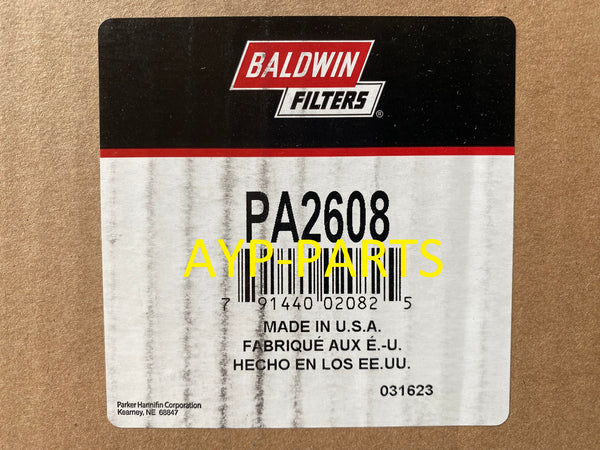 BALDWIN
FILTERS®
PA2608
AYP-PARTS
7 91440 02082 5
MADE IN U.S.A.
FABRIQUÉ AUX É.-U.
HECHO EN LOS EE.UU.
031623
Parker Hannifin Corporation
Kearney, NE 68847